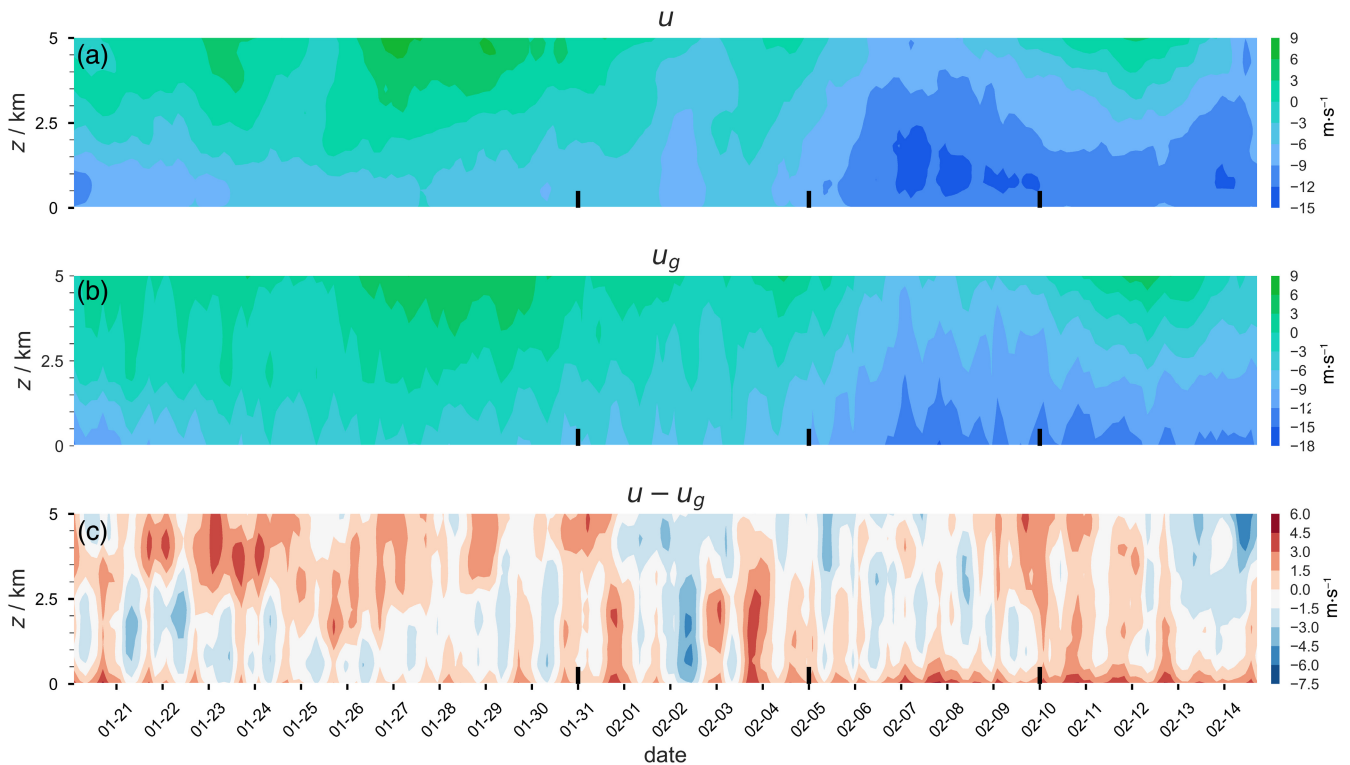 u
(a)
5
2.5
0
z / km
9
6
3
0
−3
−6
−9
−12
−15
m·s⁻¹
u_g
(b)
5
2.5
0
z / km
9
6
3
0
−3
−6
−9
−12
−15
−18
m·s⁻¹
u − u_g
(c)
5
2.5
0
z / km
6.0
4.5
3.0
1.5
0.0
−1.5
−3.0
−4.5
−6.0
−7.5
m·s⁻¹
01-21 01-22 01-23 01-24 01-25 01-26 01-27 01-28 01-29 01-30 01-31 02-01 02-02 02-03 02-04 02-05 02-06 02-07 02-08 02-09 02-10 02-11 02-12 02-13 02-14
date